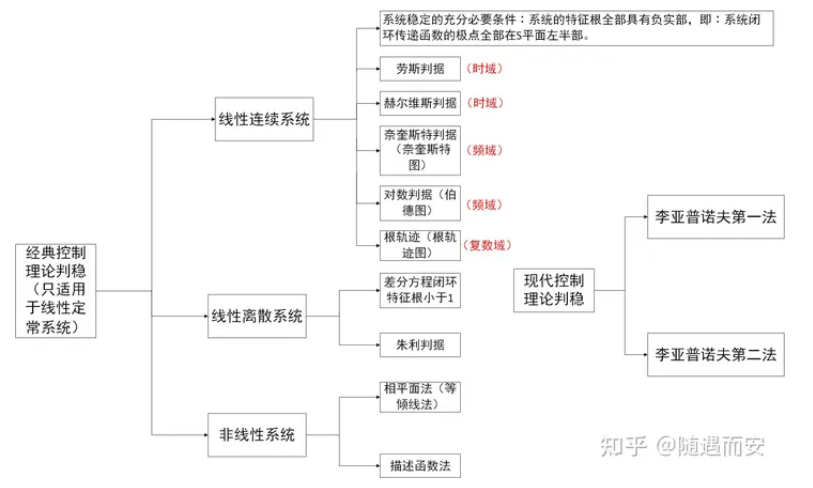 系统稳定的充分必要条件：系统的特征根全部具有负实部，即：系统闭
环传递函数的极点全部在S平面左半部。
劳斯判据
（时域）
线性连续系统
赫尔维斯判据
（时域）
奈奎斯特判据
（奈奎斯特
图）
（频域）
对数判据（伯
德图）
（频域）
根轨迹（根轨
迹图）
（复数域）
经典控制
理论判稳
（只适用
于线性定
常系统）
线性离散系统
差分方程闭环
特征根小于1
朱利判据
非线性系统
相平面法（等
倾线法）
描述函数法
现代控制
理论判稳
李亚普诺夫第一法
李亚普诺夫第二法
知乎 @随遇而安